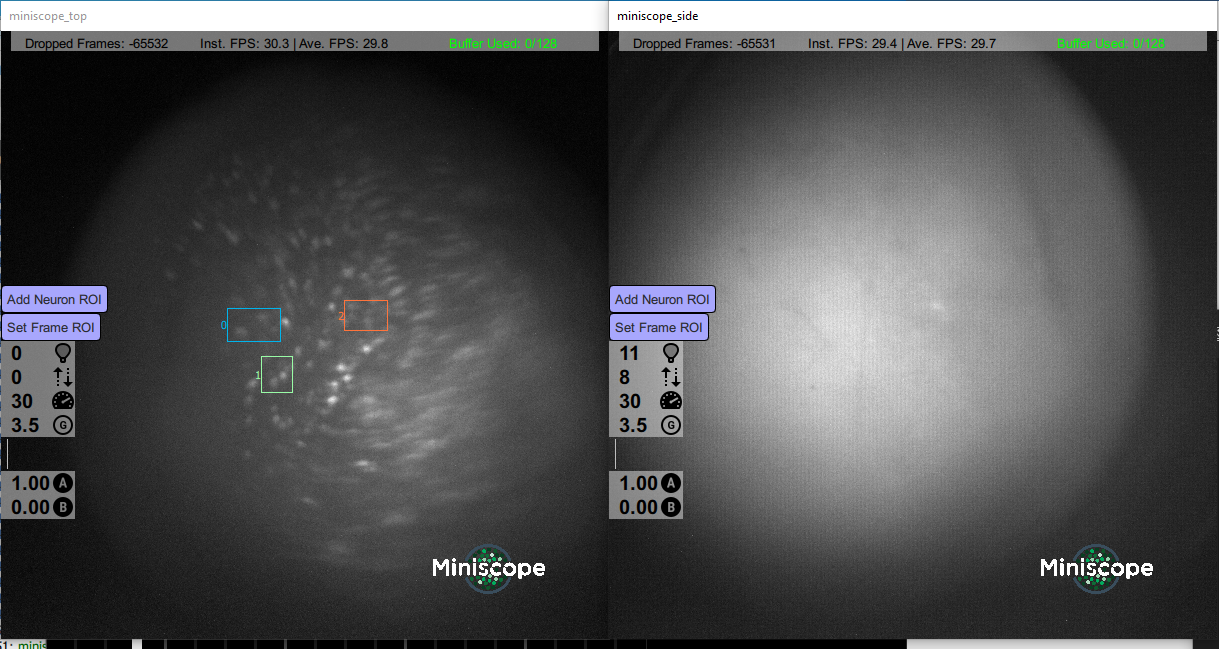 miniscope_top
Dropped Frames: -65532 Inst. FPS: 30.3 | Ave. FPS: 29.8 Buffer Used: 0/128
0
2
1
Add Neuron ROI
Set Frame ROI
0
0
30
3.5 G
1.00 A
0.00 B
Miniscope
miniscope_side
Dropped Frames: -65531 Inst. FPS: 29.4 | Ave. FPS: 29.7 Buffer Used: 0/128
Add Neuron ROI
Set Frame ROI
11
8
30
3.5 G
1.00 A
0.00 B
Miniscope